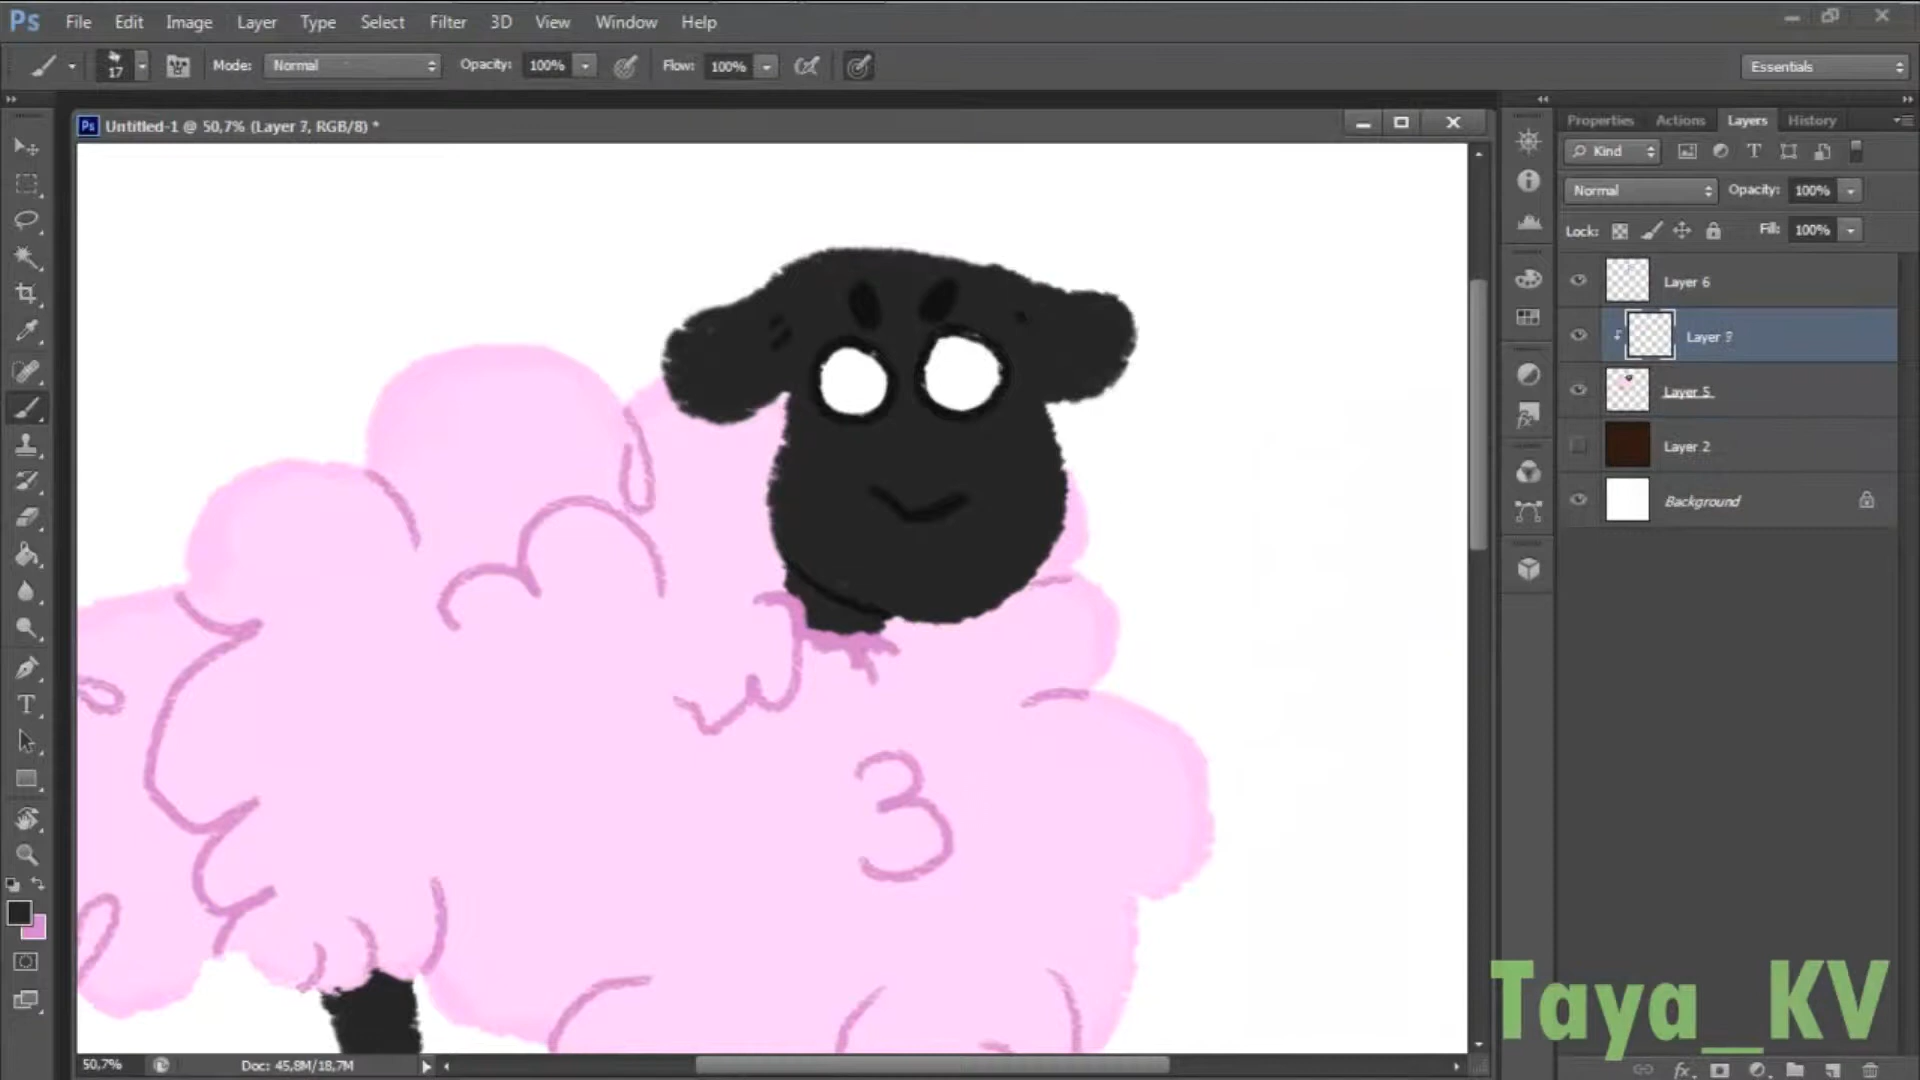 Ps File Edit Image Layer Type Select Filter 3D View Window Help
17 Mode: Normal Opacity: 100% Flow: 100% Essentials
Ps Untitled-1 @ 50,7% (Layer 7, RGB/8) *
Properties Actions Layers History
Kind
Normal Opacity: 100%
Lock: Fill: 100%
Layer 6
Layer 7
Layer 5
Layer 2
Background
3
Taya_KV
50,7% Doc: 45,8M/18,7M